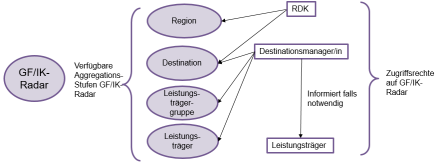 GF/IK-
Radar
Verfügbare
Aggregations-
Stufen GF/IK-
Radar
Region
Destination
Leistungs-
träger-
gruppe
Leistungs-
träger
RDK
Destinationsmanager/in
Informiert falls
notwendig
Leistungsträger
Zugriffsrechte
auf GF/IK-
Radar